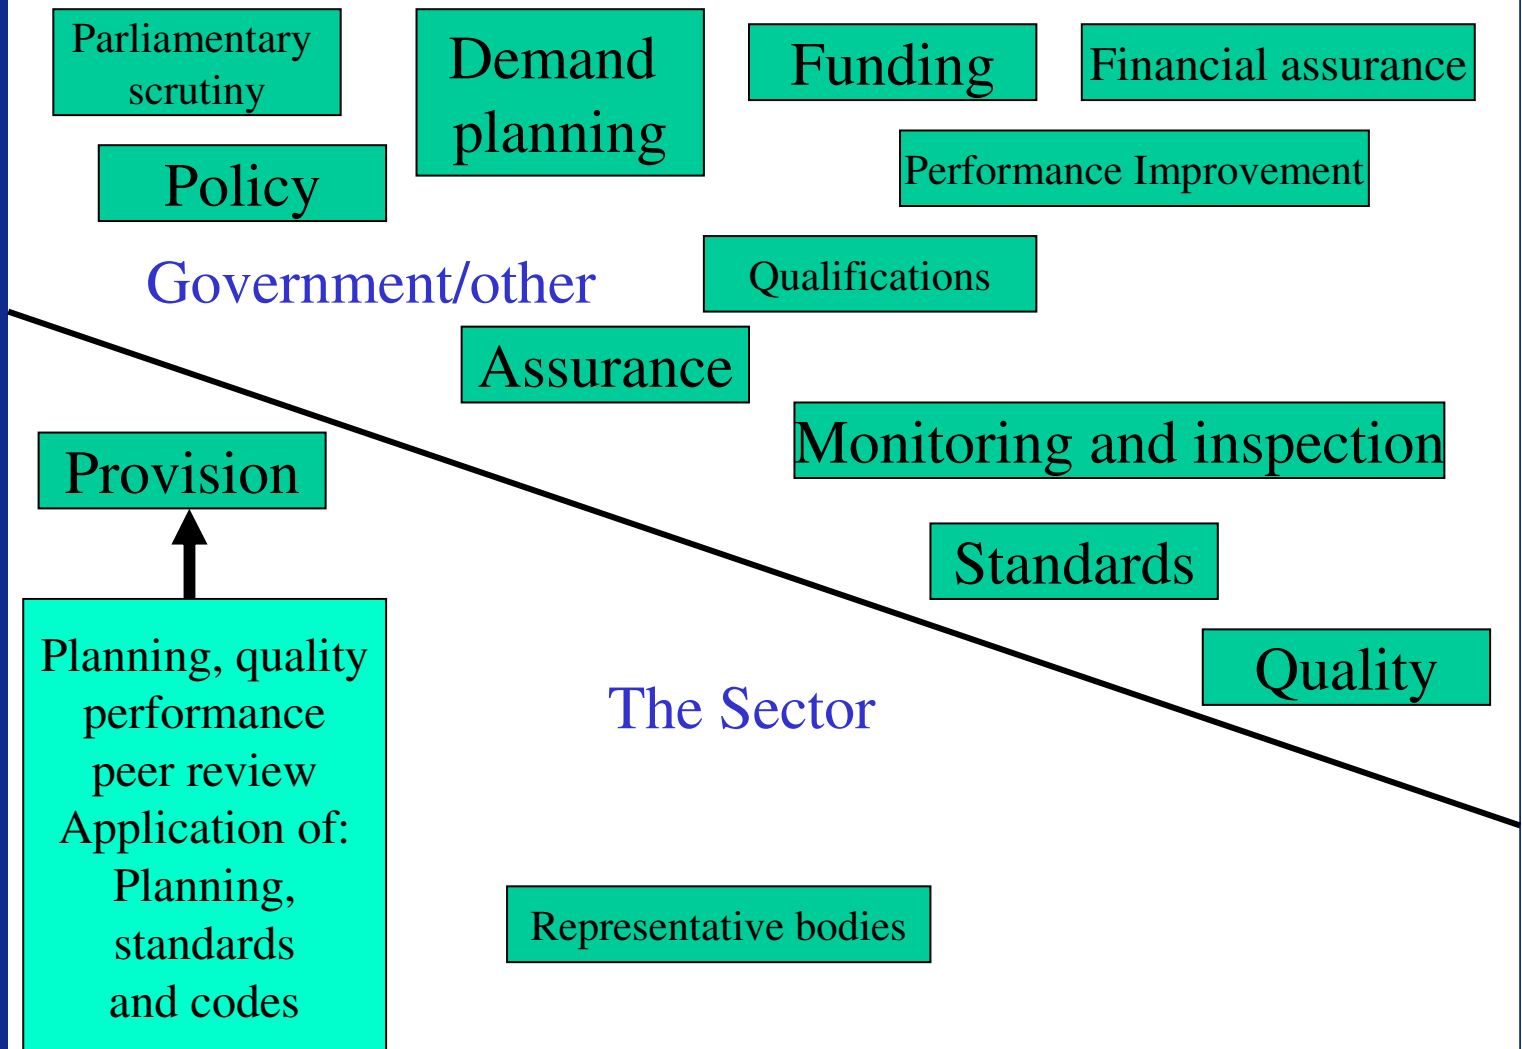 Parliamentary
scrutiny
Demand
planning
Funding
Financial assurance
Policy
Performance Improvement
Government/other
Qualifications
Assurance
Monitoring and inspection
Provision
Standards
Quality
Planning, quality
performance
peer review
Application of:
Planning,
standards
and codes
The Sector
Representative bodies